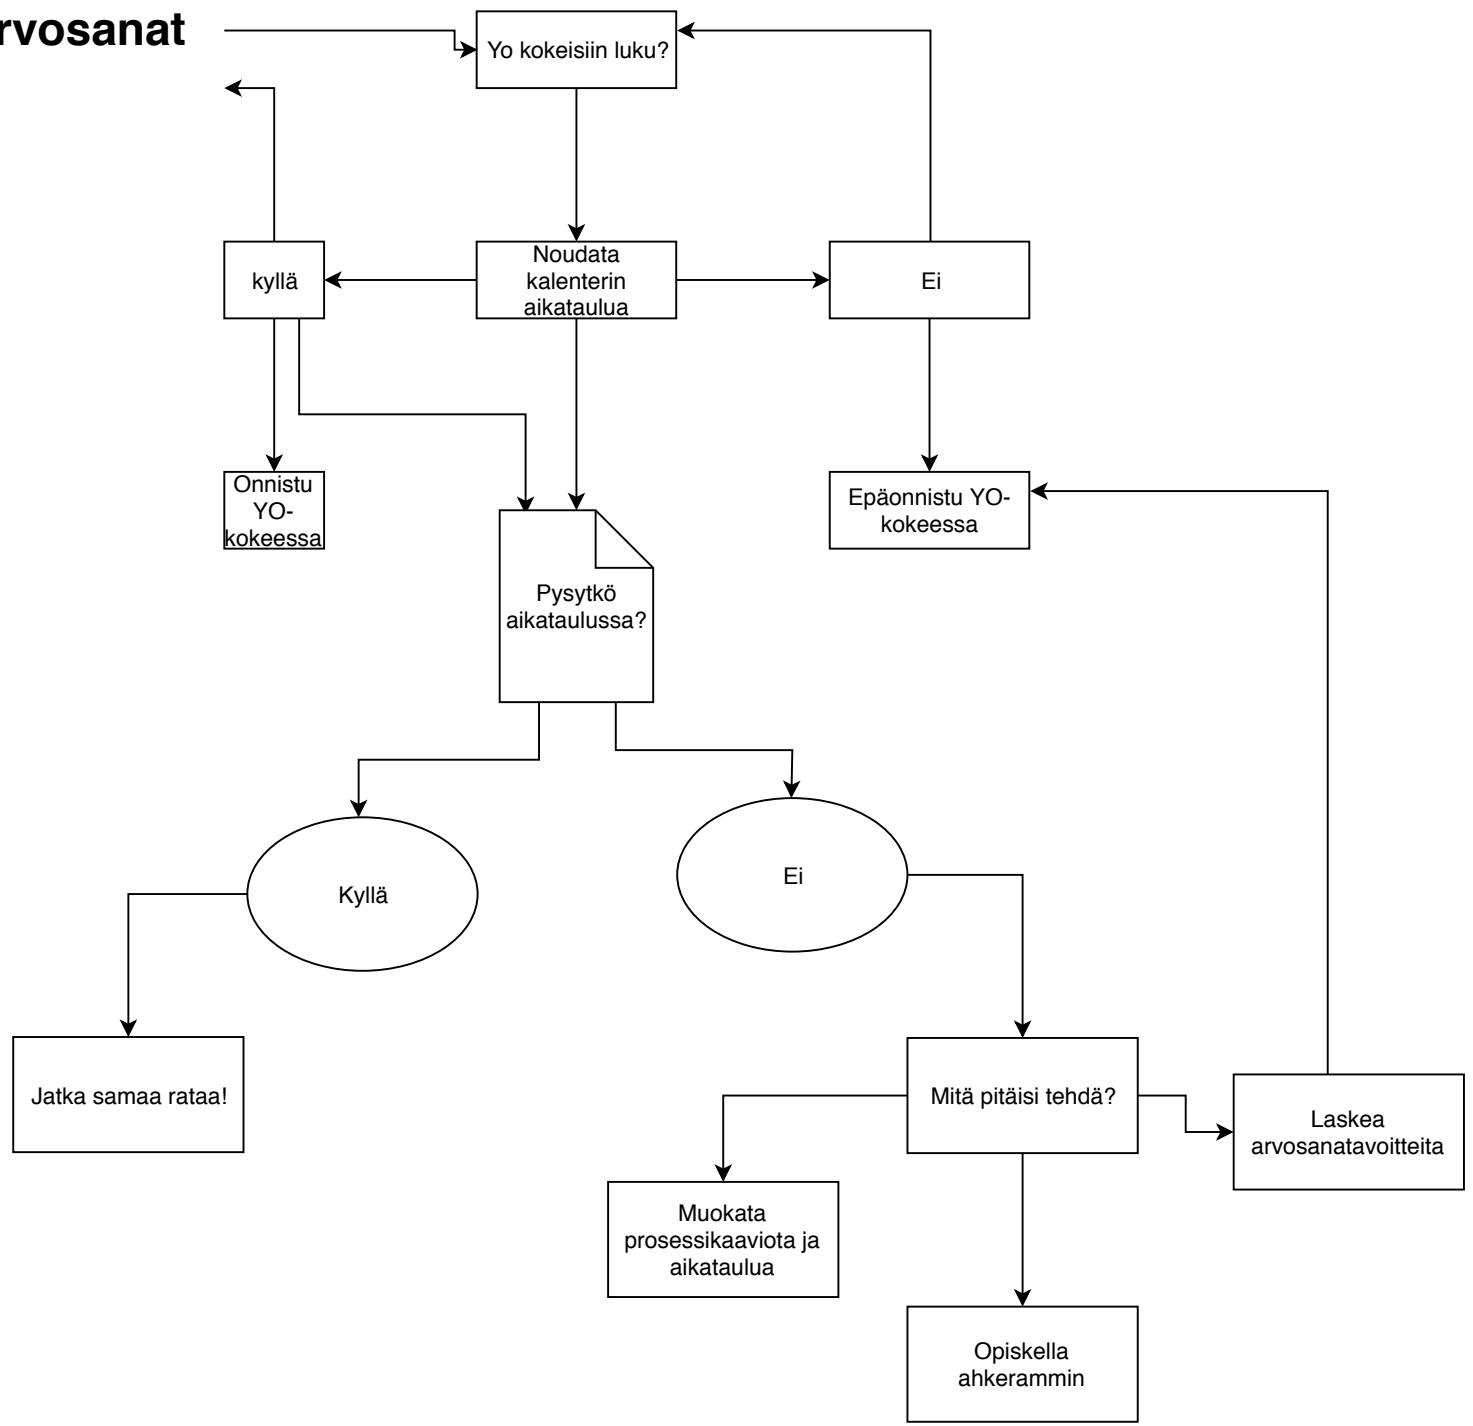 rvosanat
Yo kokeisiin luku?
kyllä
Noudata
kalenterin
aikataulua
Ei
Onnistu
YO-
kokeessa
Epäonnistu YO-
kokeessa
Pysytkö
aikataulussa?
Kyllä
Ei
Jatka samaa rataa!
Mitä pitäisi tehdä?
Laskea
arvosanatavoitteita
Muokata
prosessikaaviota ja
aikataulua
Opiskella
ahkerammin